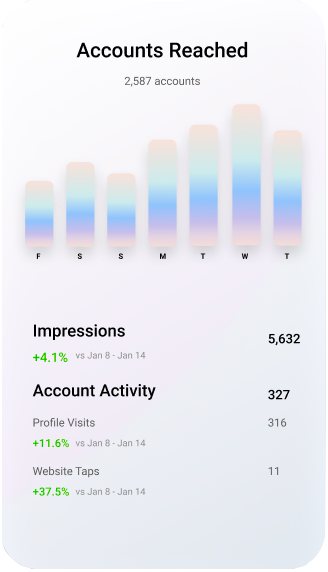 Accounts Reached
2,587 accounts
F S S M T W T
Impressions 5,632
+4.1% vs Jan 8 - Jan 14
Account Activity 327
Profile Visits 316
+11.6% vs Jan 8 - Jan 14
Website Taps 11
+37.5% vs Jan 8 - Jan 14